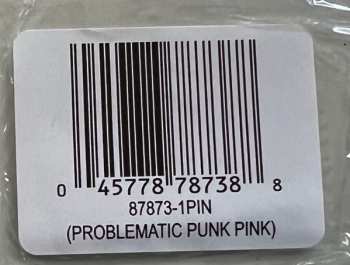 0 45778 78738 8
87873-1PIN
(PROBLEMATIC PUNK PINK)